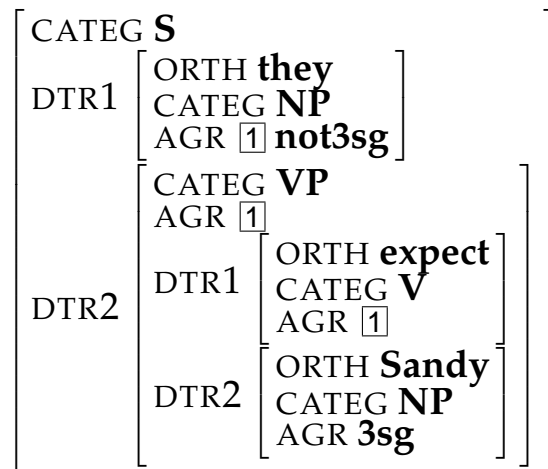 CATEG S
ORTH they
DTR1 CATEG NP
AGR 1 not3sg
CATEG VP
AGR 1
ORTH expect
DTR1 CATEG V
AGR 1
DTR2
ORTH Sandy
DTR2 CATEG NP
AGR 3sg